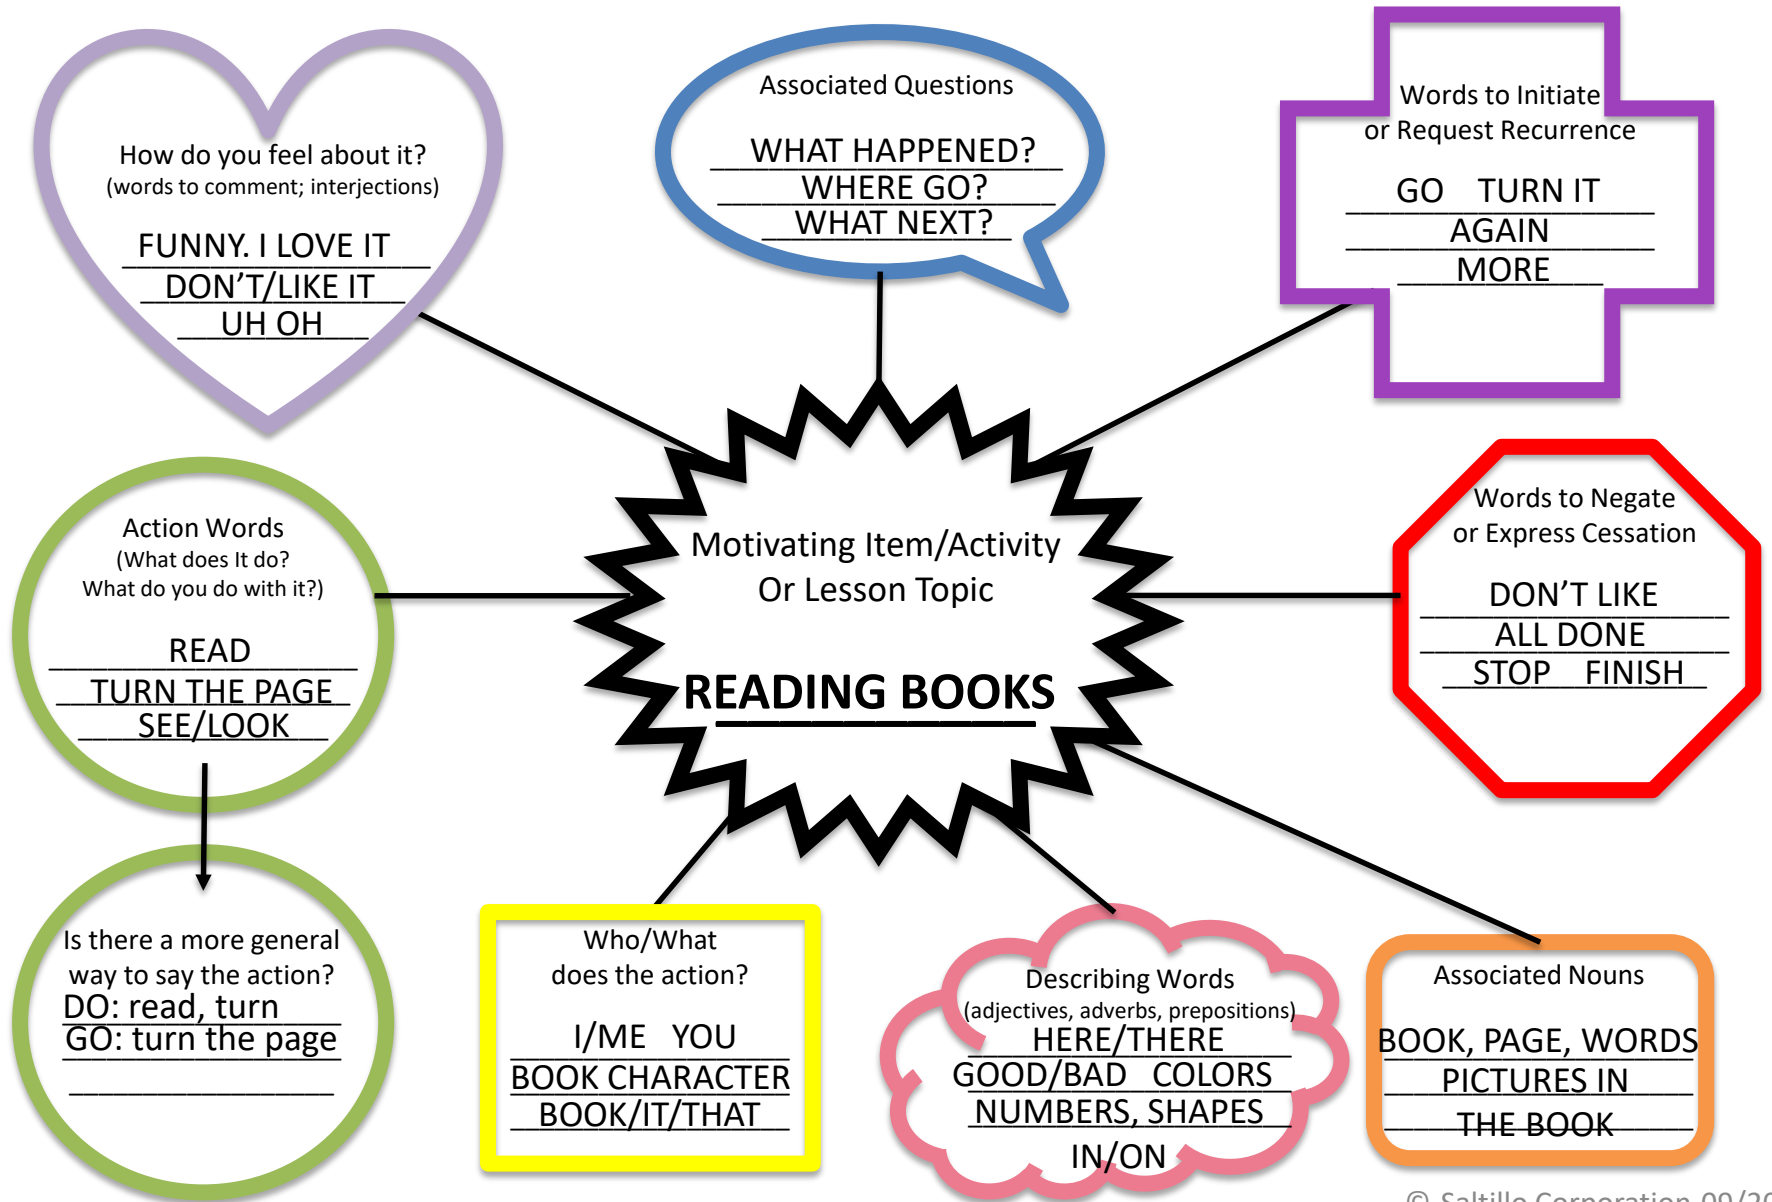 How do you feel about it?
(words to comment; interjections)
FUNNY. I LOVE IT
DON'T/LIKE IT
UH OH
Associated Questions
WHAT HAPPENED?
WHERE GO?
WHAT NEXT?
Words to Initiate
or Request Recurrence
GO TURN IT
AGAIN
MORE
Action Words
(What does It do?
What do you do with it?)
READ
TURN THE PAGE
SEE/LOOK
Motivating Item/Activity
Or Lesson Topic
READING BOOKS
Words to Negate
or Express Cessation
DON'T LIKE
ALL DONE
STOP FINISH
Is there a more general
way to say the action?
DO: read, turn
GO: turn the page
Who/What
does the action?
I/ME YOU
BOOK CHARACTER
BOOK/IT/THAT
Describing Words
(adjectives, adverbs, prepositions)
HERE/THERE
GOOD/BAD COLORS
NUMBERS, SHAPES
IN/ON
Associated Nouns
BOOK, PAGE, WORDS
PICTURES IN
THE BOOK
© Saltillo Corporation